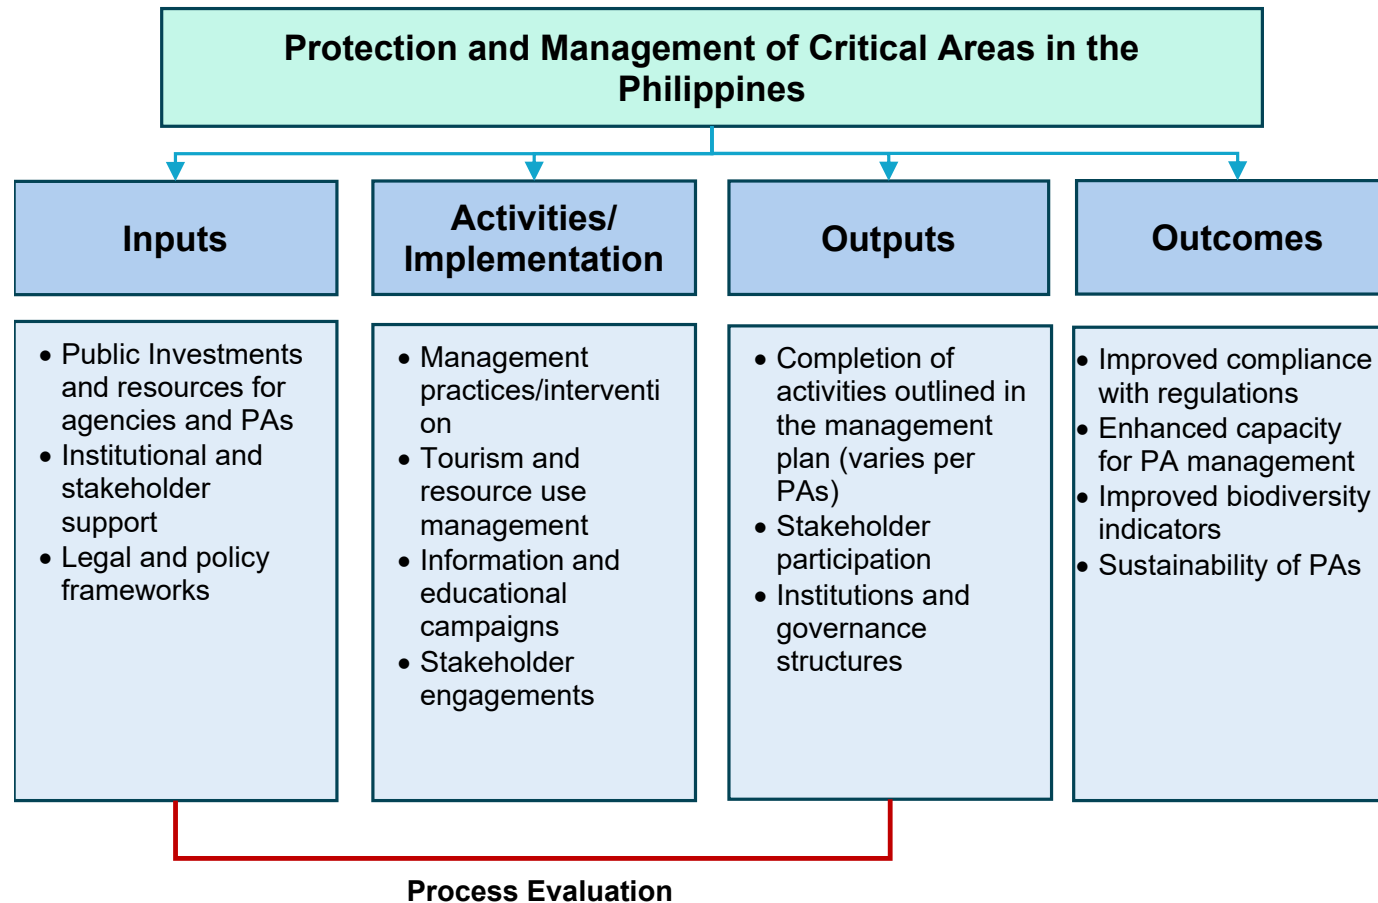 Protection and Management of Critical Areas in the
Philippines
Inputs
Activities/
Implementation
Outputs
Outcomes
• Public Investments
and resources for
agencies and PAs
• Institutional and
stakeholder
support
• Legal and policy
frameworks
• Management
practices/interventi
on
• Tourism and
resource use
management
• Information and
educational
campaigns
• Stakeholder
engagements
• Completion of
activities outlined in
the management
plan (varies per
PAs)
• Stakeholder
participation
• Institutions and
governance
structures
• Improved compliance
with regulations
• Enhanced capacity
for PA management
• Improved biodiversity
indicators
• Sustainability of PAs
Process Evaluation